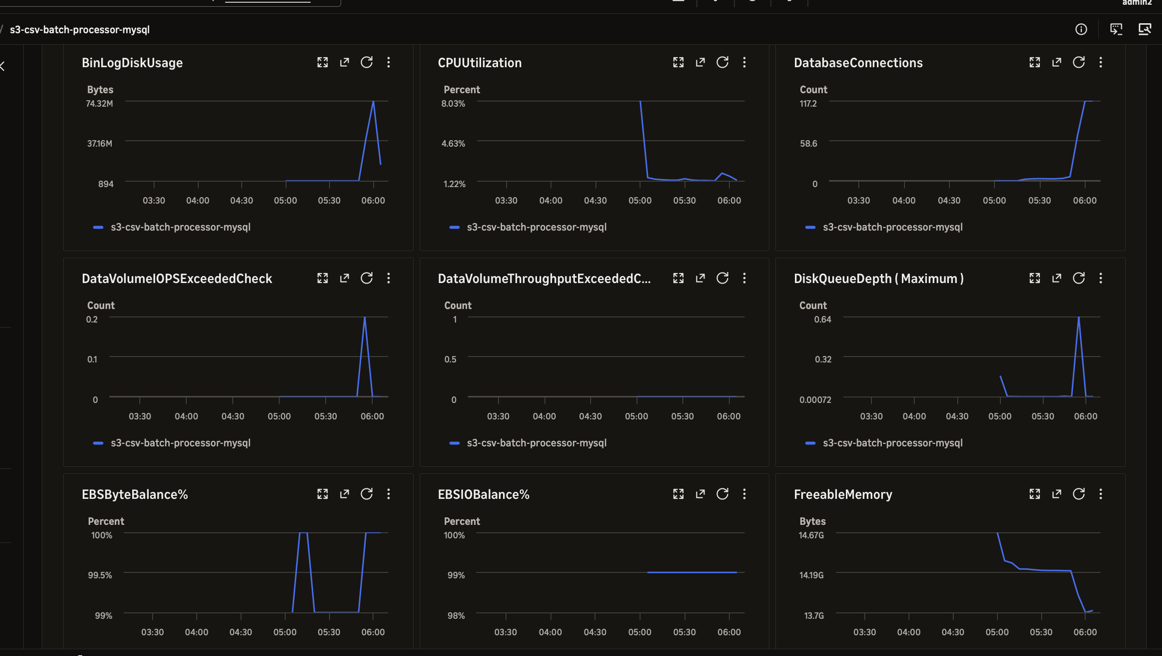 admin2
/ s3-csv-batch-processor-mysql
BinLogDiskUsage
Bytes
74.32M
37.16M
894
03:30 04:00 04:30 05:00 05:30 06:00
s3-csv-batch-processor-mysql
CPUUtilization
Percent
8.03%
4.63%
1.22%
03:30 04:00 04:30 05:00 05:30 06:00
s3-csv-batch-processor-mysql
DatabaseConnections
Count
117.2
58.6
0
03:30 04:00 04:30 05:00 05:30 06:00
s3-csv-batch-processor-mysql
DataVolumeIOPSExceededCheck
Count
0.2
0.1
0
03:30 04:00 04:30 05:00 05:30 06:00
s3-csv-batch-processor-mysql
DataVolumeThroughputExceededC...
Count
1
0.5
0
03:30 04:00 04:30 05:00 05:30 06:00
s3-csv-batch-processor-mysql
DiskQueueDepth ( Maximum )
Count
0.64
0.32
0.00072
03:30 04:00 04:30 05:00 05:30 06:00
s3-csv-batch-processor-mysql
EBSByteBalance%
Percent
100%
99.5%
99%
03:30 04:00 04:30 05:00 05:30 06:00
EBSIOBalance%
Percent
100%
99%
98%
03:30 04:00 04:30 05:00 05:30 06:00
FreeableMemory
Bytes
14.67G
14.19G
13.7G
03:30 04:00 04:30 05:00 05:30 06:00